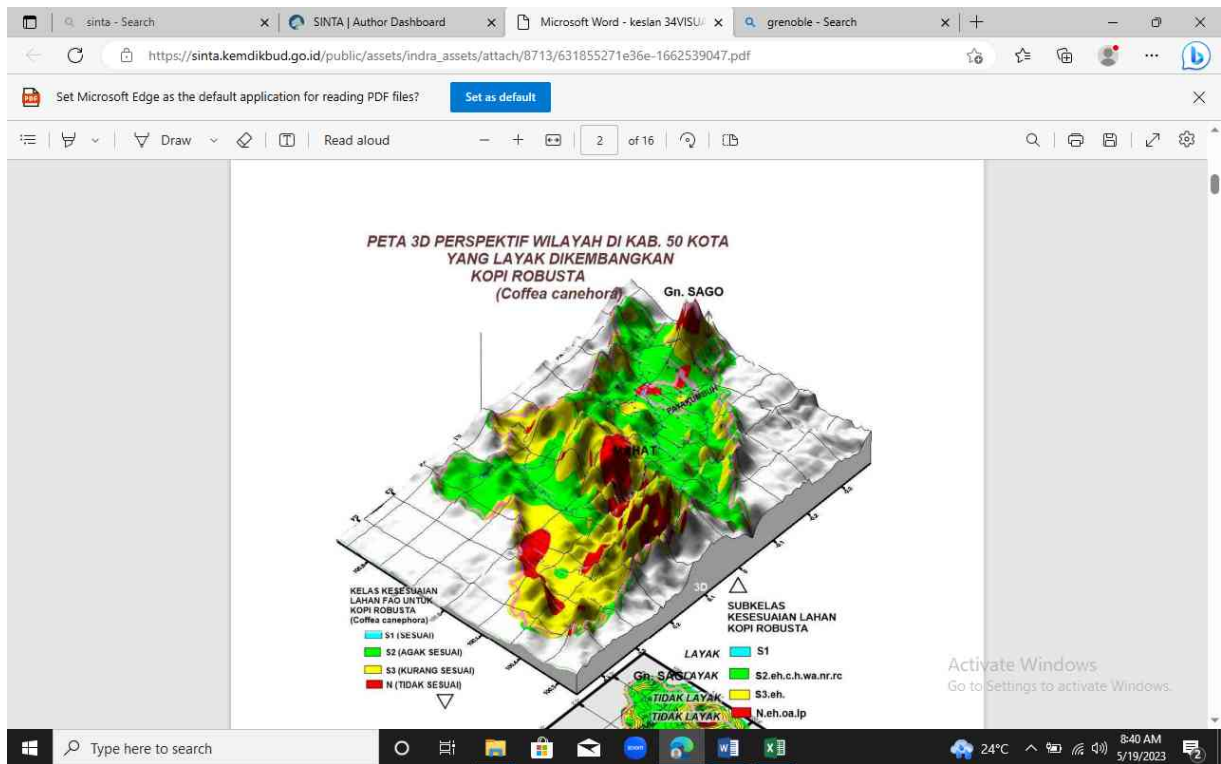 sinta - Search
SINTA | Author Dashboard
Microsoft Word - keslan 34VISU
grenoble - Search
https://sinta.kemdikbud.go.id/public/assets/indra_assets/attach/8713/631855271e36e-1662539047.pdf
Set Microsoft Edge as the default application for reading PDF files?
Set as default
Draw
Read aloud
2
of 16
PETA 3D PERSPEKTIF WILAYAH DI KAB. 50 KOTA
YANG LAYAK DIKEMBANGKAN
KOPI ROBUSTA
(Coffea canehora)
Gn. SAGO
PAYAKUMBUH
3D
KELAS KESESUAIAN
LAHAN FAO UNTUK
KOPI ROBUSTA
(Coffea canephora)
S1 (SESUAI)
S2 (AGAK SESUAI)
S3 (KURANG SESUAI)
N (TIDAK SESUAI)
SUBKELAS
KESESUAIAN LAHAN
KOPI ROBUSTA
LAYAK S1
LAYAK S2.eh.c.h.wa.nr.rc
TIDAK LAYAK S3.eh.
TIDAK LAYAK N.eh.oa.lp
Activate Windows
Go to Settings to activate Windows.
Type here to search
zoom
24°C
8:40 AM
5/19/2023
2